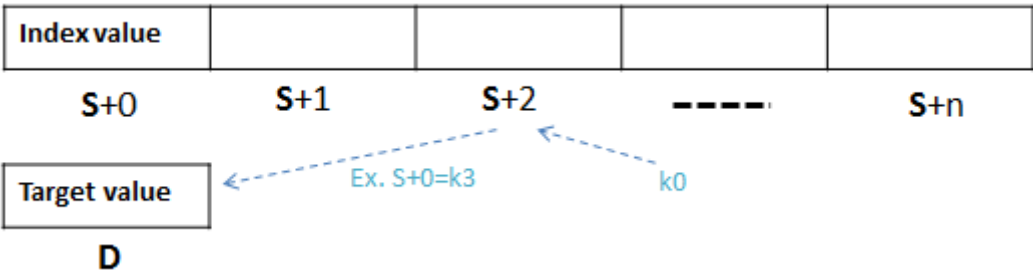 Index value
S+0 S+1 S+2 ----- S+n
Ex. S+0=k3 k0
Target value
D